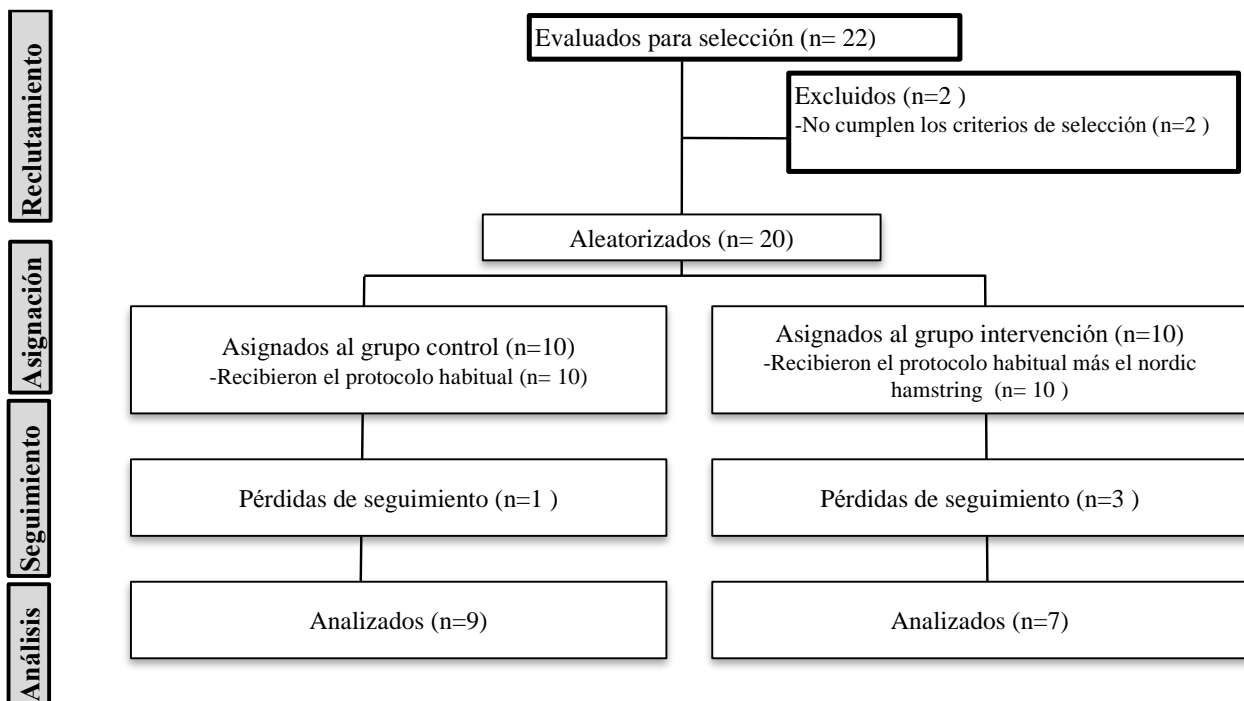 Reclutamiento
Evaluados para selección (n= 22)
Excluidos (n=2 )
-No cumplen los criterios de selección (n=2 )
Aleatorizados (n= 20)
Asignación
Asignados al grupo control (n=10)
-Recibieron el protocolo habitual (n= 10)
Asignados al grupo intervención (n=10)
-Recibieron el protocolo habitual más el nordic
hamstring (n= 10 )
Seguimiento
Pérdidas de seguimiento (n=1 )
Pérdidas de seguimiento (n=3 )
Análisis
Analizados (n=9)
Analizados (n=7)